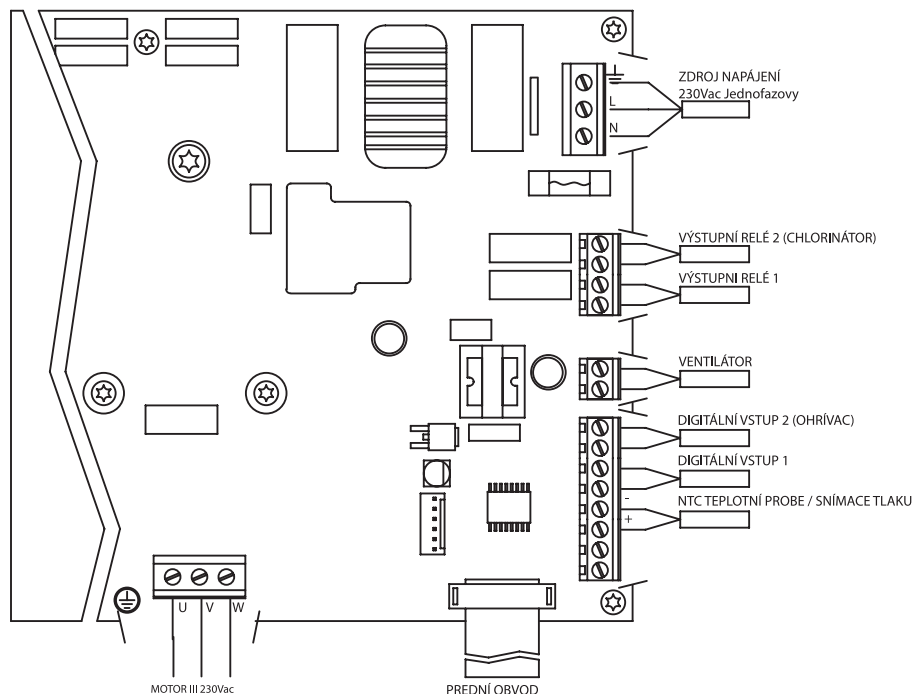 ZDROJ NAPÁJENÍ
230Vac Jednofazovy
L
N
VÝSTUPNÍ RELÉ 2 (CHLORINÁTOR)
VÝSTUPNI RELÉ 1
VENTILÁTOR
DIGITÁLNÍ VSTUP 2 (OHRÍVAC)
DIGITÁLNÍ VSTUP 1
NTC TEPLOTNÍ PROBE / SNÍMACE TLAKU
-
+
U V W
MOTOR III 230Vac
PREDNÍ OBVOD